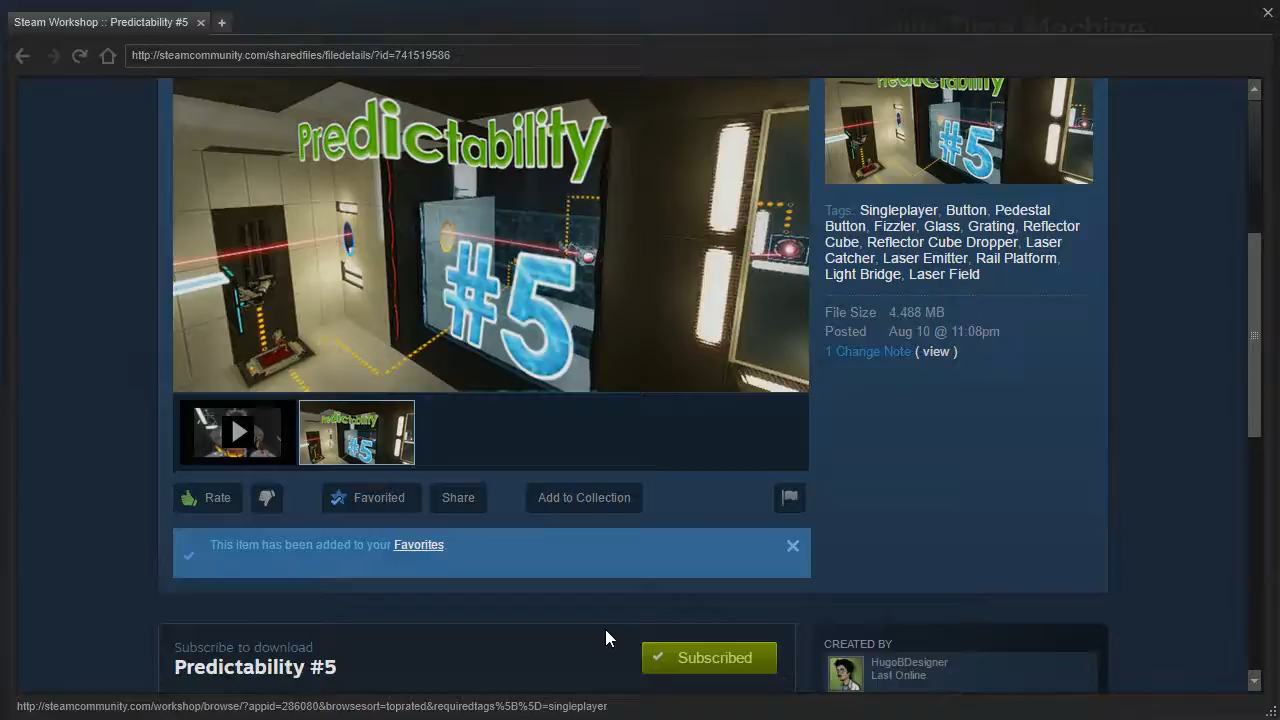 Steam Workshop :: Predictability #5
http://steamcommunity.com/sharedfiles/filedetails/?id=741519586
Predictability
#5
Predictability
#5
Predictability
#5
Tags: Singleplayer, Button, Pedestal
Button, Fizzler, Glass, Grating, Reflector
Cube, Reflector Cube Dropper, Laser
Catcher, Laser Emitter, Rail Platform,
Light Bridge, Laser Field
File Size 4.488 MB
Posted Aug 10 @ 11:08pm
1 Change Note ( view )
Rate
Favorited
Share
Add to Collection
This item has been added to your Favorites.
Subscribe to download
Predictability #5
Subscribed
CREATED BY
HugoBDesigner
Last Online
http://steamcommunity.com/workshop/browse/?appid=286080&browsesort=toprated&requiredtags%5B%5D=singleplayer